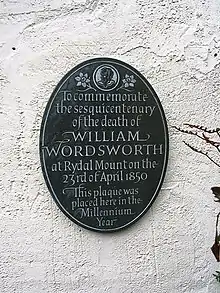 To commemorate
the sesquicentenary
of the death of
WILLIAM
WORDSWORTH
at Rydal Mount on the
23rd of April 1850
This plaque was
placed here in the
Millennium
Year